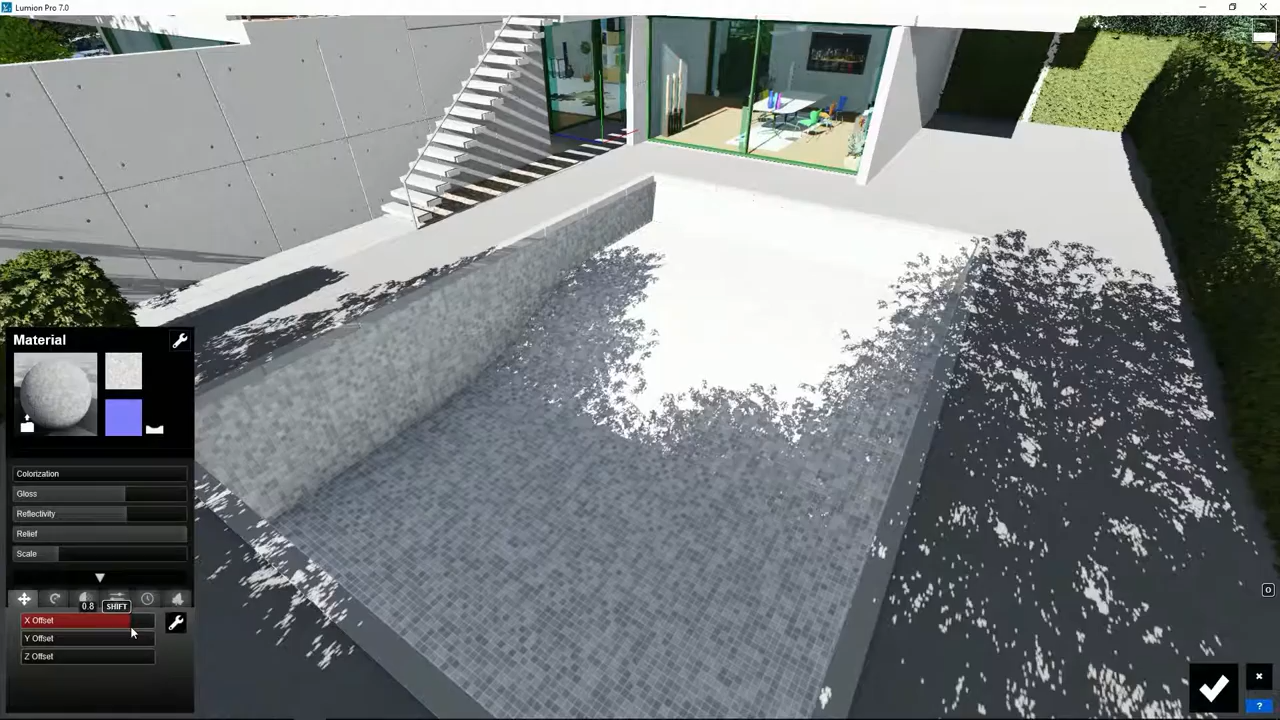 Lumion Pro 7.0
Material
Colorization
Gloss
Reflectivity
Relief
Scale
0.8 SHIFT
X Offset
Y Offset
Z Offset
O
?